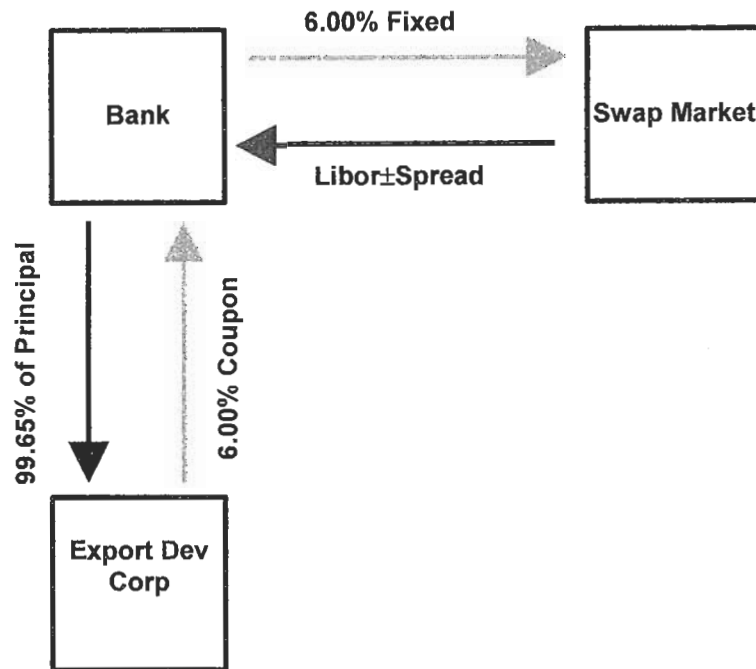 6.00% Fixed
Bank
Swap Market
Libor±Spread
99.65% of Principal
6.00% Coupon
Export Dev
Corp